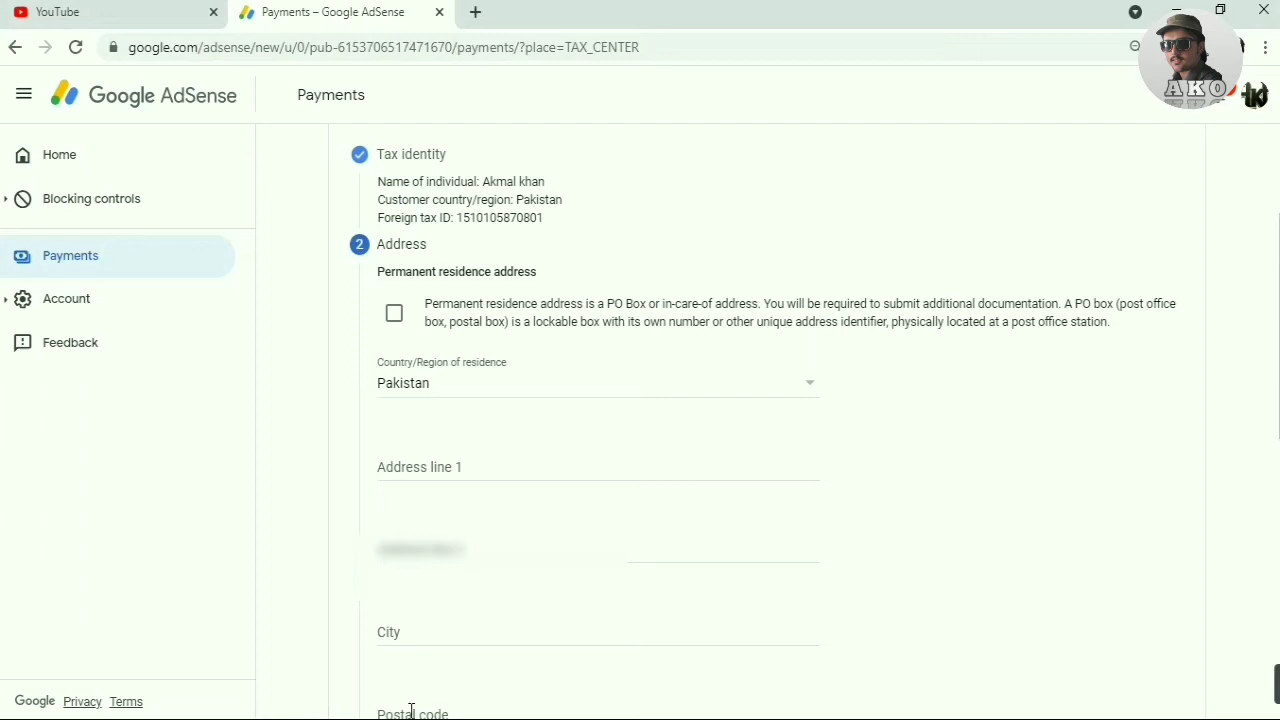 YouTube
Payments – Google AdSense
google.com/adsense/new/u/0/pub-6153706517471670/payments/?place=TAX_CENTER
Google AdSense
Payments
AKO
Home
Blocking controls
Payments
Account
Feedback
Tax identity
Name of individual: Akmal khan
Customer country/region: Pakistan
Foreign tax ID: 1510105870801
2 Address
Permanent residence address
Permanent residence address is a PO Box or in-care-of address. You will be required to submit additional documentation. A PO box (post office
box, postal box) is a lockable box with its own number or other unique address identifier, physically located at a post office station.
Country/Region of residence
Pakistan
Address line 1
City
Postal code
Google Privacy Terms